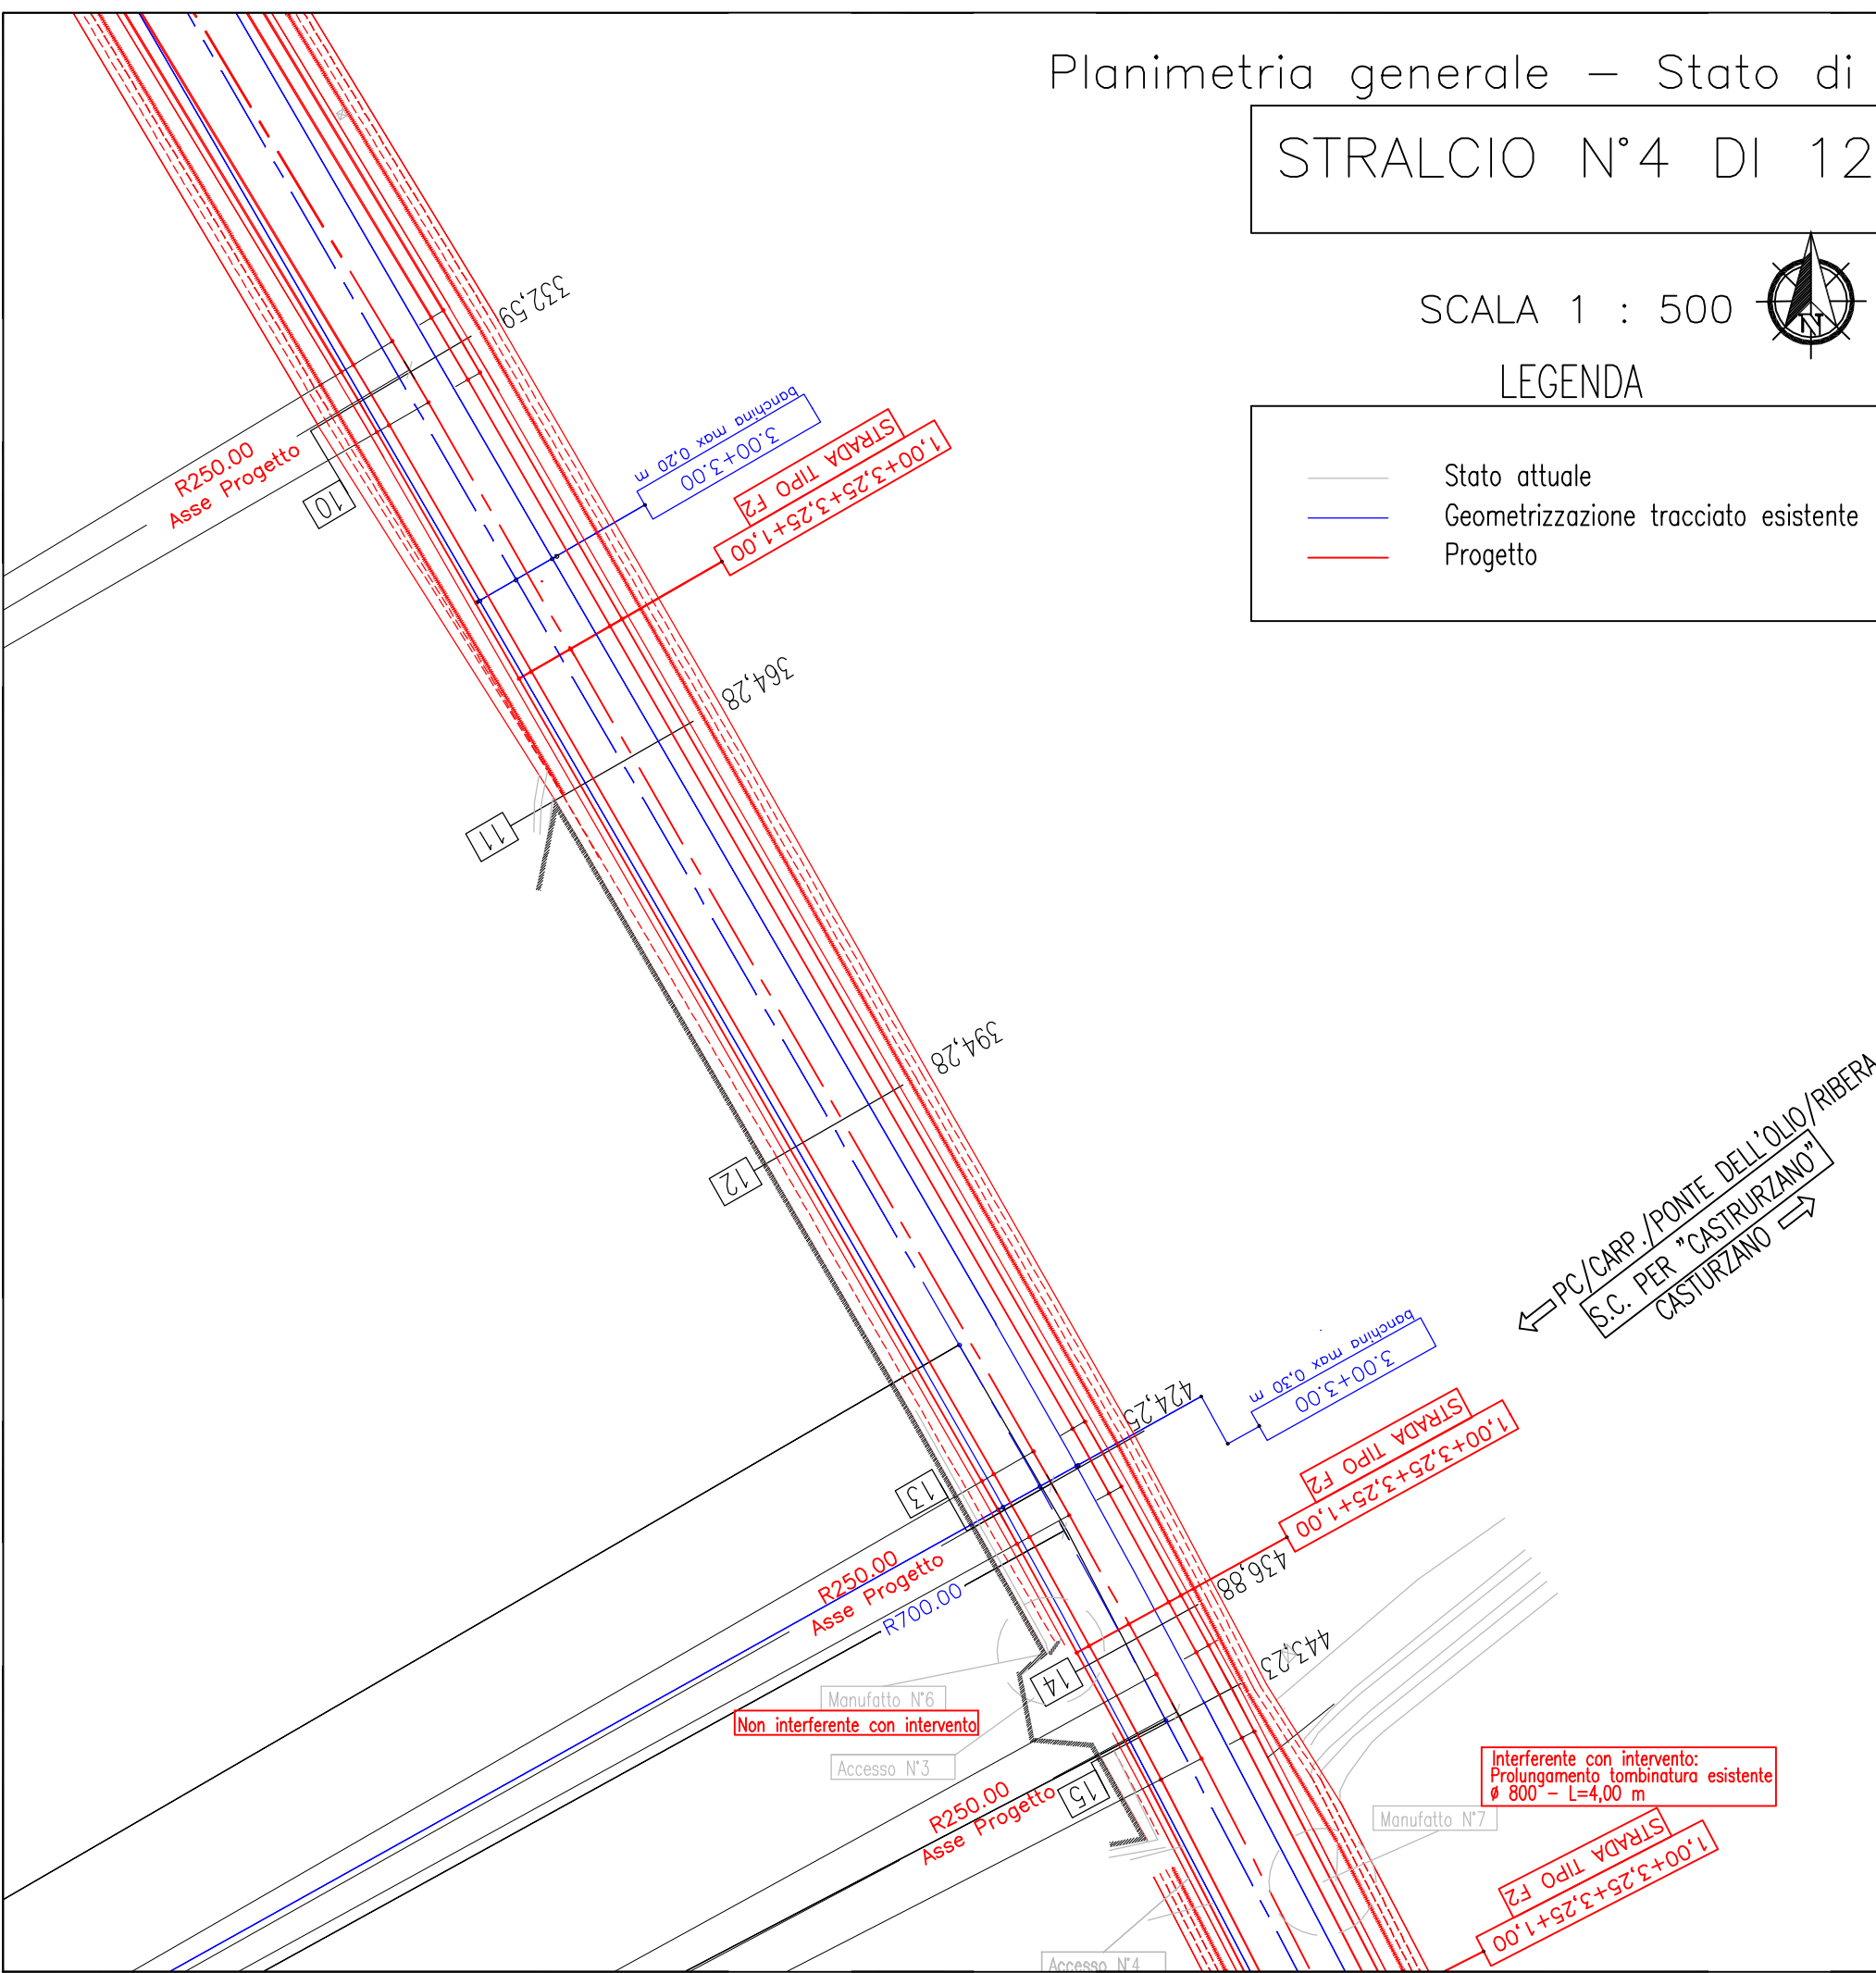 Planimetria generale – Stato di
STRALCIO N°4 DI 12
SCALA 1 : 500
N
LEGENDA
Stato attuale
Geometrizzazione tracciato esistente
Progetto
332,59
R250.00
Asse Progetto
10
banchina max 0,20 m
3.00+3.00
STRADA TIPO F2
1,00+3,25+3,25+1,00
364,28
11
394,28
12
PC/CARP./PONTE DELL'OLIO/RIBERA
S.C. PER "CASTRURZANO"
CASTURZANO
banchina max 0,30 m
3.00+3.00
424,25
STRADA TIPO F2
1,00+3,25+3,25+1,00
13
R250.00
Asse Progetto
R700.00
436,88
443,23
14
Manufatto N°6
Non interferente con intervento
Accesso N°3
15
R250.00
Asse Progetto
Interferente con intervento:
Prolungamento tombinatura esistente
ø 800 – L=4,00 m
Manufatto N°7
STRADA TIPO F2
1,00+3,25+3,25+1,00
Accesso N°4